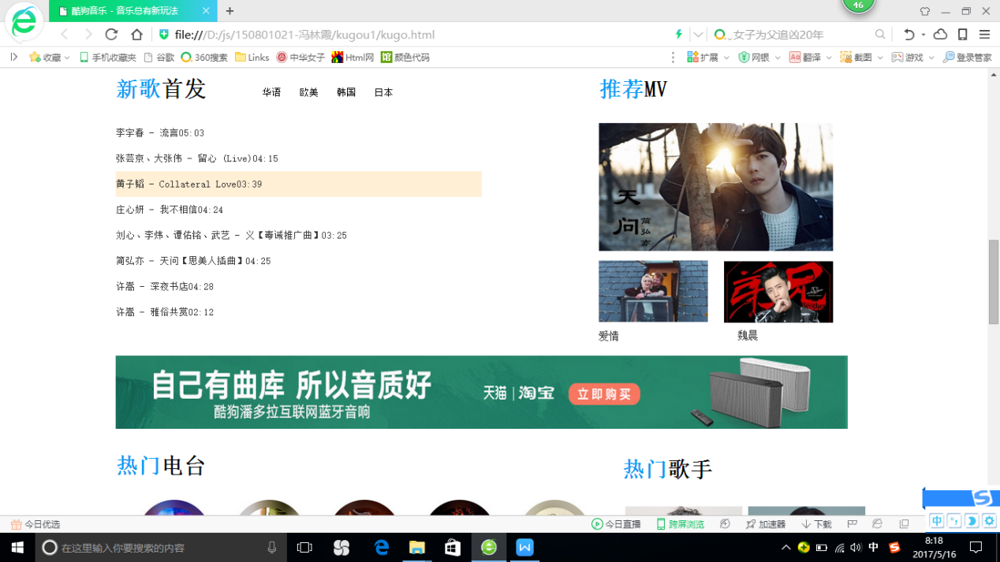 46
酷狗音乐 - 音乐总有新玩法
file:///D:/js/150801021-冯林霞/kugou1/kugo.html
女子为父追凶20年
收藏 手机收藏夹 谷歌 360搜索 Links 中华女子 Html网 颜色代码 扩展 网银 翻译 截图 游戏 登录管家
新歌首发 华语 欧美 韩国 日本
推荐MV
李宇春 - 流言05:03
张芸京、大张伟 - 留心 (Live)04:15
黄子韬 - Collateral Love03:39
庄心妍 - 我不相信04:24
刘心、李炜、谭佑铭、武艺 - 义【毒诫推广曲】03:25
简弘亦 - 天问【思美人插曲】04:25
许嵩 - 深夜书店04:28
许嵩 - 雅俗共赏02:12
天问
简弘亦
弟兄
Brother
爱情 魏晨
自己有曲库 所以音质好
酷狗潘多拉互联网蓝牙音响
天猫 | 淘宝 立即购买
热门电台
热门歌手
今日优选 今日直播 跨屏浏览 加速器 下载
中
在这里输入你要搜索的内容
中
8:18
2017/5/16